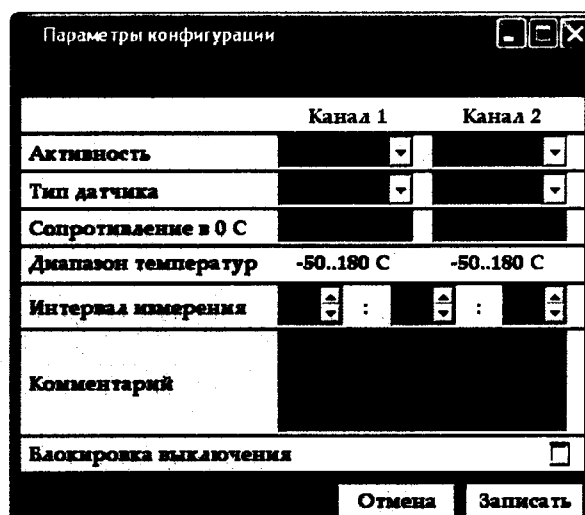 Параметры конфигурации
Канал 1 Канал 2
Активность
Тип датчика
Сопротивление в 0 С
Диапазон температур -50..180 С -50..180 С
Интервал измерения : :
Комментарий
Блокировка выключения
Отмена Записать